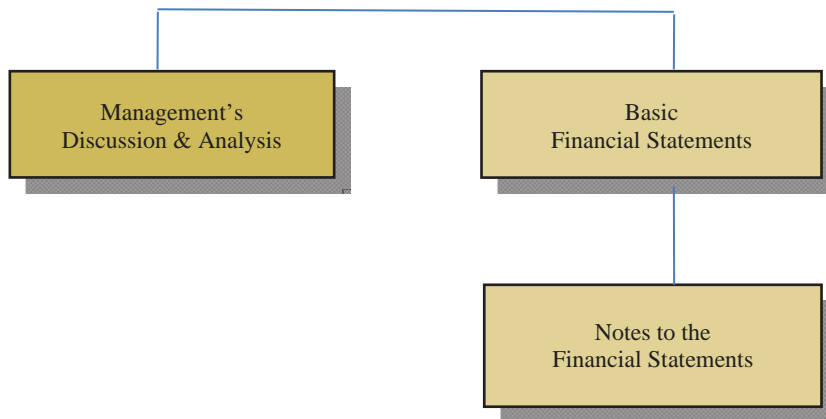 Management’s
Discussion & Analysis
Basic
Financial Statements
Notes to the
Financial Statements